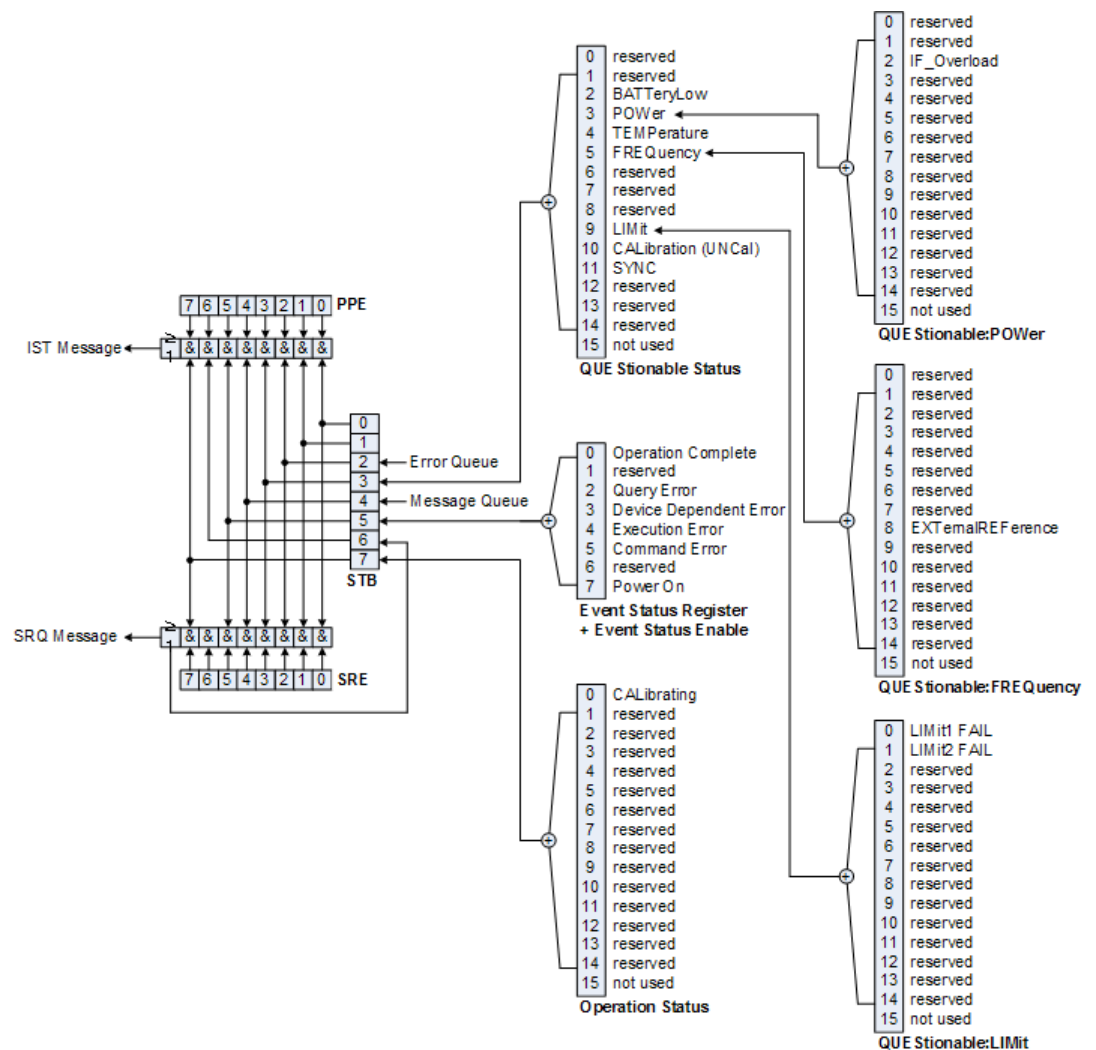 7 6 5 4 3 2 1 0 PPE
IST Message
≥1 & & & & & & & &
0
1
2 Error Queue
3
4 Message Queue
5
6
7
STB
SRQ Message
≥1 & & & & & & & &
7 6 5 4 3 2 1 0 SRE
0 reserved
1 reserved
2 BATTeryLow
3 POWer
4 TEMPerature
5 FREQuency
6 reserved
7 reserved
8 reserved
9 LIMit
10 CALibration (UNCal)
11 SYNC
12 reserved
13 reserved
14 reserved
15 not used
QUEStionable Status
0 Operation Complete
1 reserved
2 Query Error
3 Device Dependent Error
4 Execution Error
5 Command Error
6 reserved
7 Power On
Event Status Register
+ Event Status Enable
0 CALibrating
1 reserved
2 reserved
3 reserved
4 reserved
5 reserved
6 reserved
7 reserved
8 reserved
9 reserved
10 reserved
11 reserved
12 reserved
13 reserved
14 reserved
15 not used
Operation Status
0 reserved
1 reserved
2 IF_Overload
3 reserved
4 reserved
5 reserved
6 reserved
7 reserved
8 reserved
9 reserved
10 reserved
11 reserved
12 reserved
13 reserved
14 reserved
15 not used
QUEStionable:POWer
0 reserved
1 reserved
2 reserved
3 reserved
4 reserved
5 reserved
6 reserved
7 reserved
8 EXTernalREFerence
9 reserved
10 reserved
11 reserved
12 reserved
13 reserved
14 reserved
15 not used
QUEStionable:FREQuency
0 LIMit1 FAIL
1 LIMit2 FAIL
2 reserved
3 reserved
4 reserved
5 reserved
6 reserved
7 reserved
8 reserved
9 reserved
10 reserved
11 reserved
12 reserved
13 reserved
14 reserved
15 not used
QUEStionable:LIMit